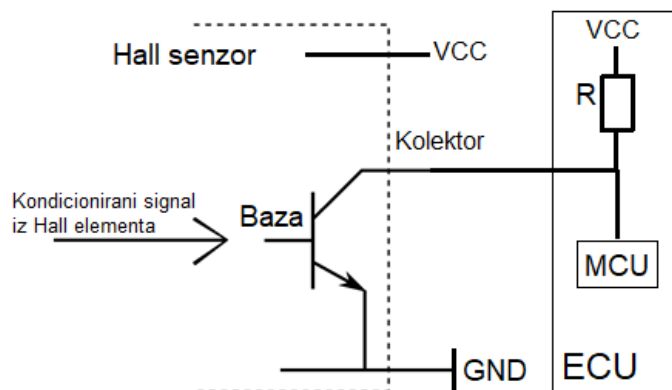 Hall senzor
VCC
VCC
R
Kolektor
Kondicionirani signal
iz Hall elementa
Baza
MCU
GND
ECU